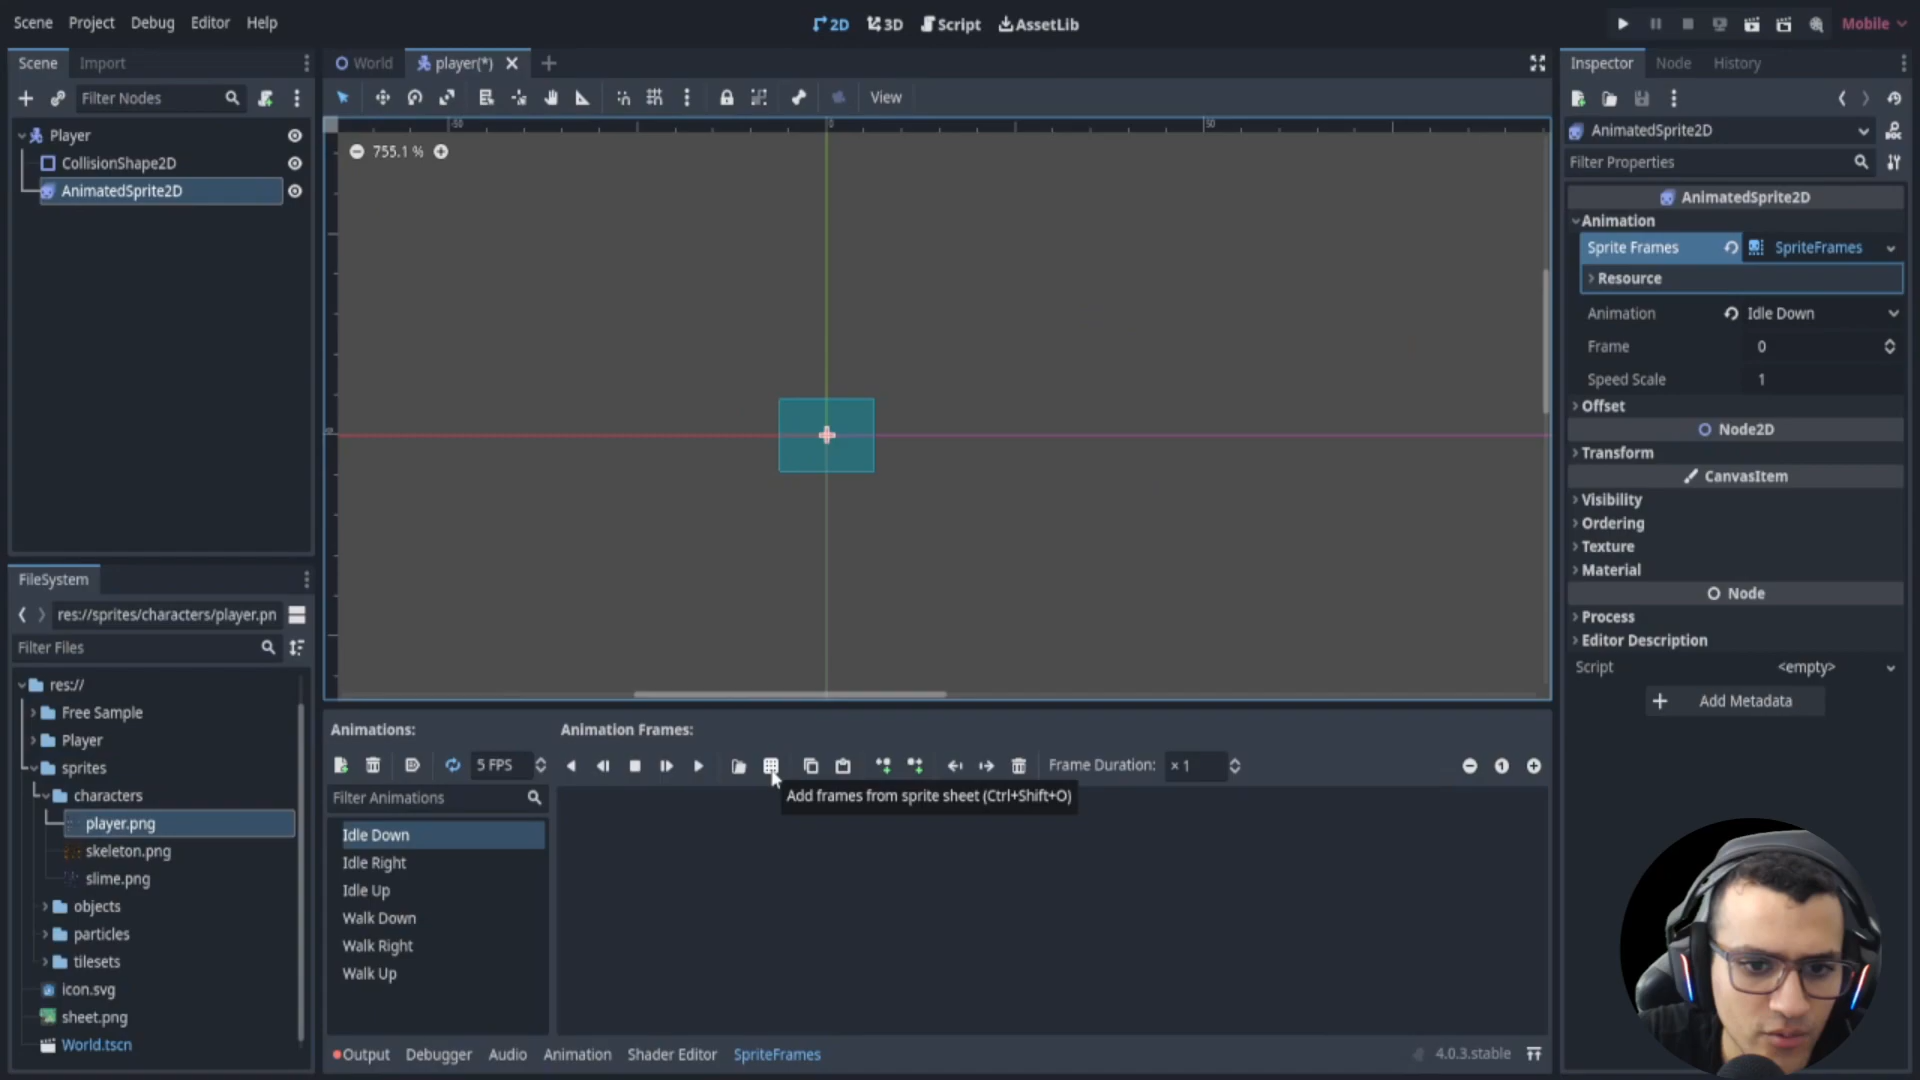 Scene Project Debug Editor Help
2D 3D Script AssetLib
Mobile
Scene Import
World player(*)
Inspector Node History
Filter Nodes
View
Player
CollisionShape2D
AnimatedSprite2D
-50 0 50
755.1 %
AnimatedSprite2D
Filter Properties
AnimatedSprite2D
Animation
Sprite Frames SpriteFrames
Resource
Animation Idle Down
Frame 0
Speed Scale 1
Offset
Node2D
Transform
CanvasItem
Visibility
Ordering
Texture
Material
Node
Process
Editor Description
Script <empty>
Add Metadata
FileSystem
res://sprites/characters/player.pn
Filter Files
res://
Free Sample
Player
sprites
characters
player.png
skeleton.png
slime.png
objects
particles
tilesets
icon.svg
sheet.png
World.tscn
Animations: Animation Frames:
5 FPS
Frame Duration: × 1
Filter Animations
Add frames from sprite sheet (Ctrl+Shift+O)
Idle Down
Idle Right
Idle Up
Walk Down
Walk Right
Walk Up
Output Debugger Audio Animation Shader Editor SpriteFrames
4.0.3.stable